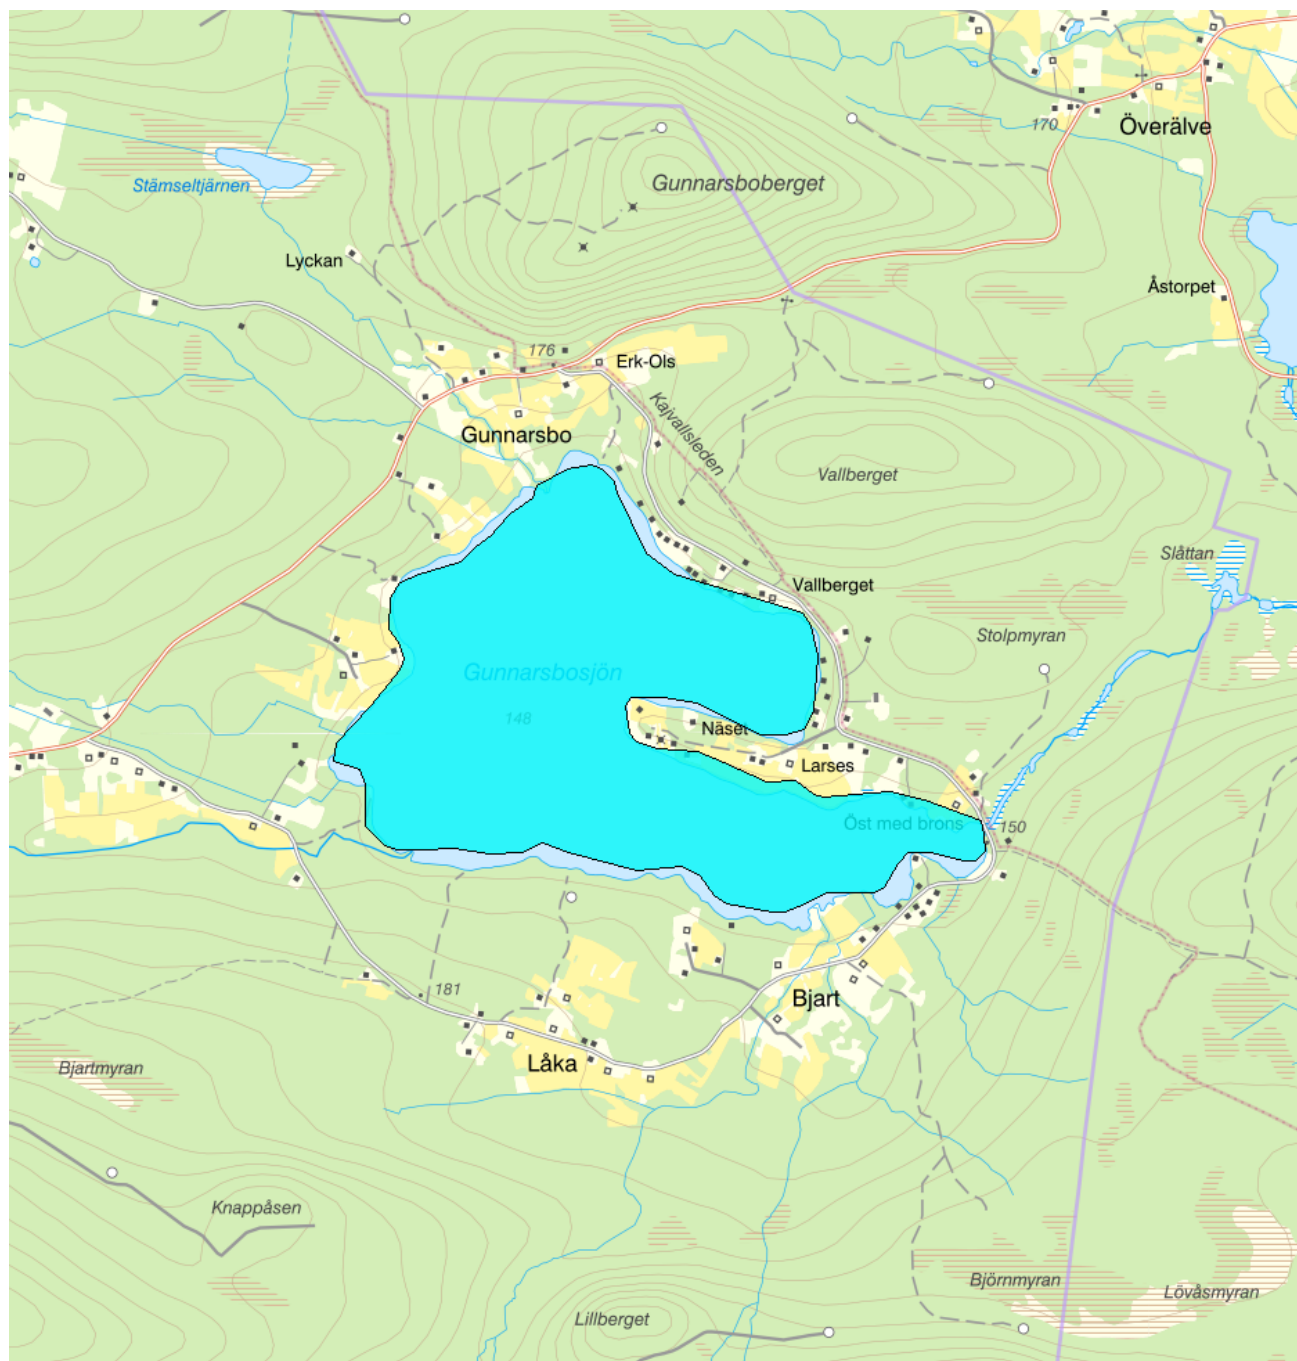 170
Överälve
Stämseltjärnen
Gunnarsboberget
Lyckan
Åstorpet
176
Erk-Ols
Kajvallsleden
Gunnarsbo
Vallberget
Slåttan
Vallberget
Stolpmyran
Gunnarsbosjön
148
Näset
Larses
Öst med brons
150
181
Bjart
Låka
Bjartmyran
Knappåsen
Björnmyran
Lövåsmyran
Lillberget